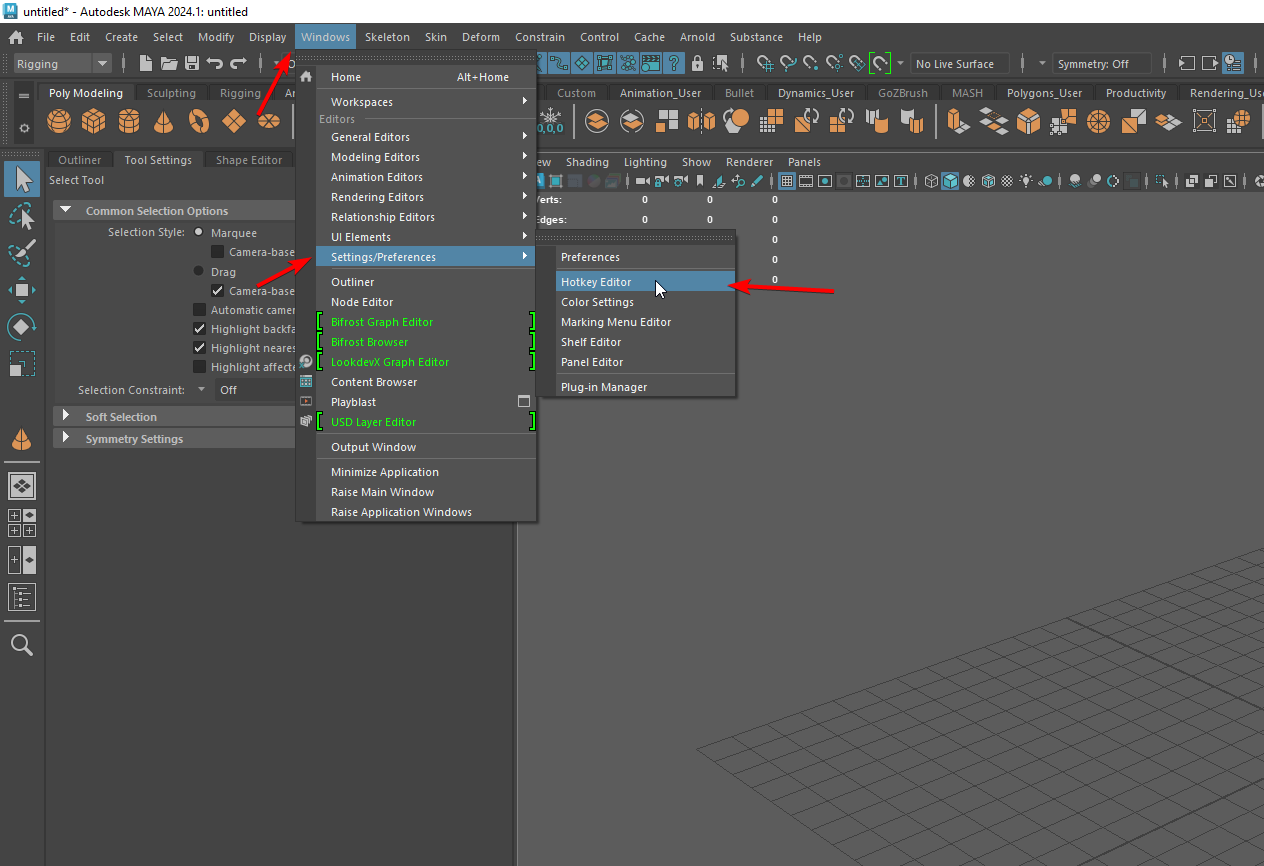 untitled* - Autodesk MAYA 2024.1: untitled
File Edit Create Select Modify Display Windows Skeleton Skin Deform Constrain Control Cache Arnold Substance Help
Rigging No Live Surface Symmetry: Off
Poly Modeling Sculpting Rigging Custom Animation_User Bullet Dynamics_User GoZBrush MASH Polygons_User Productivity Rendering_Use
0,0,0
Outliner Tool Settings Shape Editor
Select Tool
Common Selection Options
Selection Style: Marquee
Camera-base
Drag
Camera-base
Automatic camer
Highlight backfa
Highlight neares
Highlight affecte
Selection Constraint: Off
Soft Selection
Symmetry Settings
Home Alt+Home
Workspaces
Editors
General Editors
Modeling Editors
Animation Editors
Rendering Editors
Relationship Editors
UI Elements
Settings/Preferences
Outliner
Node Editor
Bifrost Graph Editor
Bifrost Browser
LookdevX Graph Editor
Content Browser
Playblast
USD Layer Editor
Output Window
Minimize Application
Raise Main Window
Raise Application Windows
Preferences
Hotkey Editor
Color Settings
Marking Menu Editor
Shelf Editor
Panel Editor
Plug-in Manager
ew Shading Lighting Show Renderer Panels
Verts: 0 0 0
Edges: 0 0 0
0
0
0